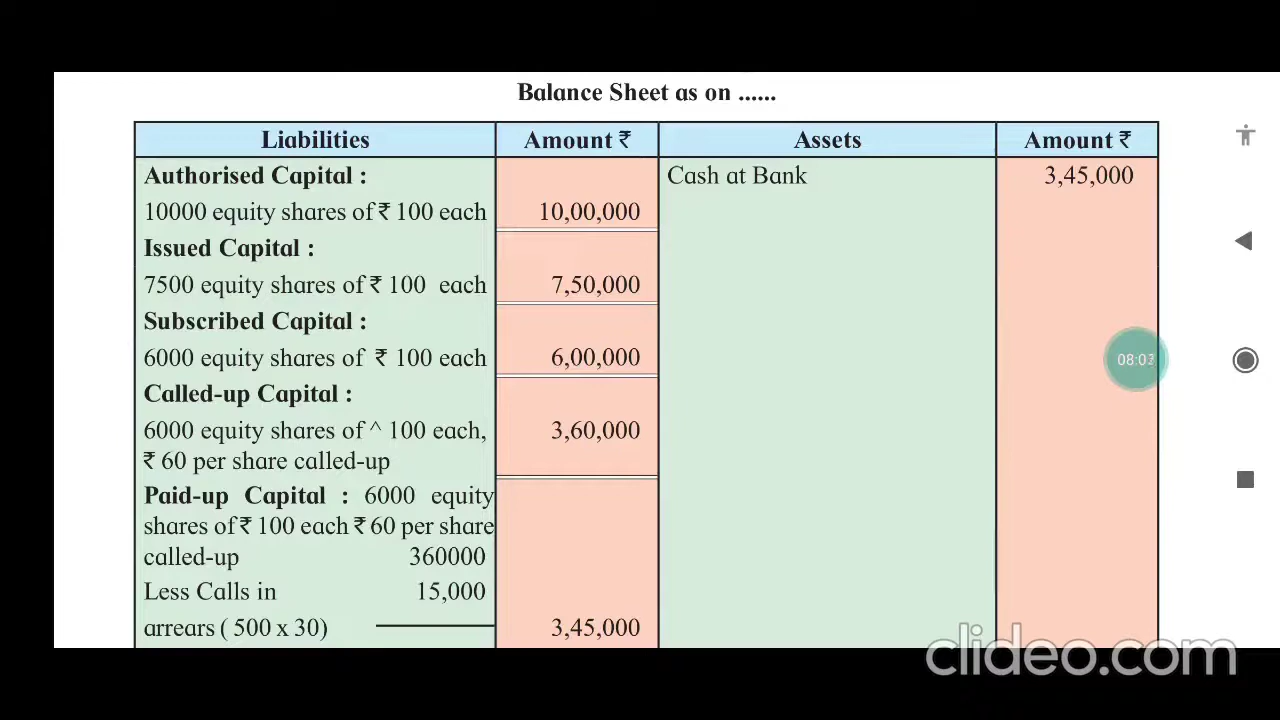 Balance Sheet as on ......
Liabilities Amount ₹ Assets Amount ₹
Authorised Capital : Cash at Bank 3,45,000
10000 equity shares of ₹ 100 each 10,00,000
Issued Capital :
7500 equity shares of ₹ 100 each 7,50,000
Subscribed Capital :
6000 equity shares of ₹ 100 each 6,00,000
Called-up Capital :
6000 equity shares of ^ 100 each, 3,60,000
₹ 60 per share called-up
Paid-up Capital : 6000 equity
shares of ₹ 100 each ₹ 60 per share
called-up 360000
Less Calls in 15,000
arrears ( 500 x 30) 3,45,000
08:03
clideo.com